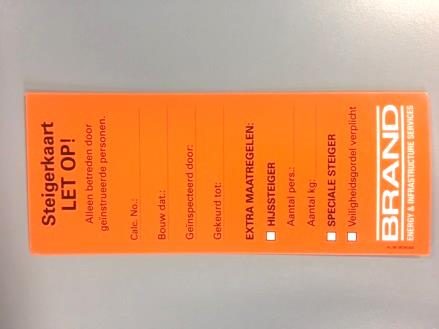 Steigerkaart
LET OP!
Alleen betreden door
geïnstrueerde personen.
Calc. No.:
Bouw dat.:
Geïnspecteerd door:
Gekeurd tot:
EXTRA MAATREGELEN:
HIJSSTEIGER
Aantal pers.:
Aantal kg:
SPECIALE STEIGER
Veiligheidsgordel verplicht
BRAND
ENERGY & INFRASTRUCTURE SERVICES